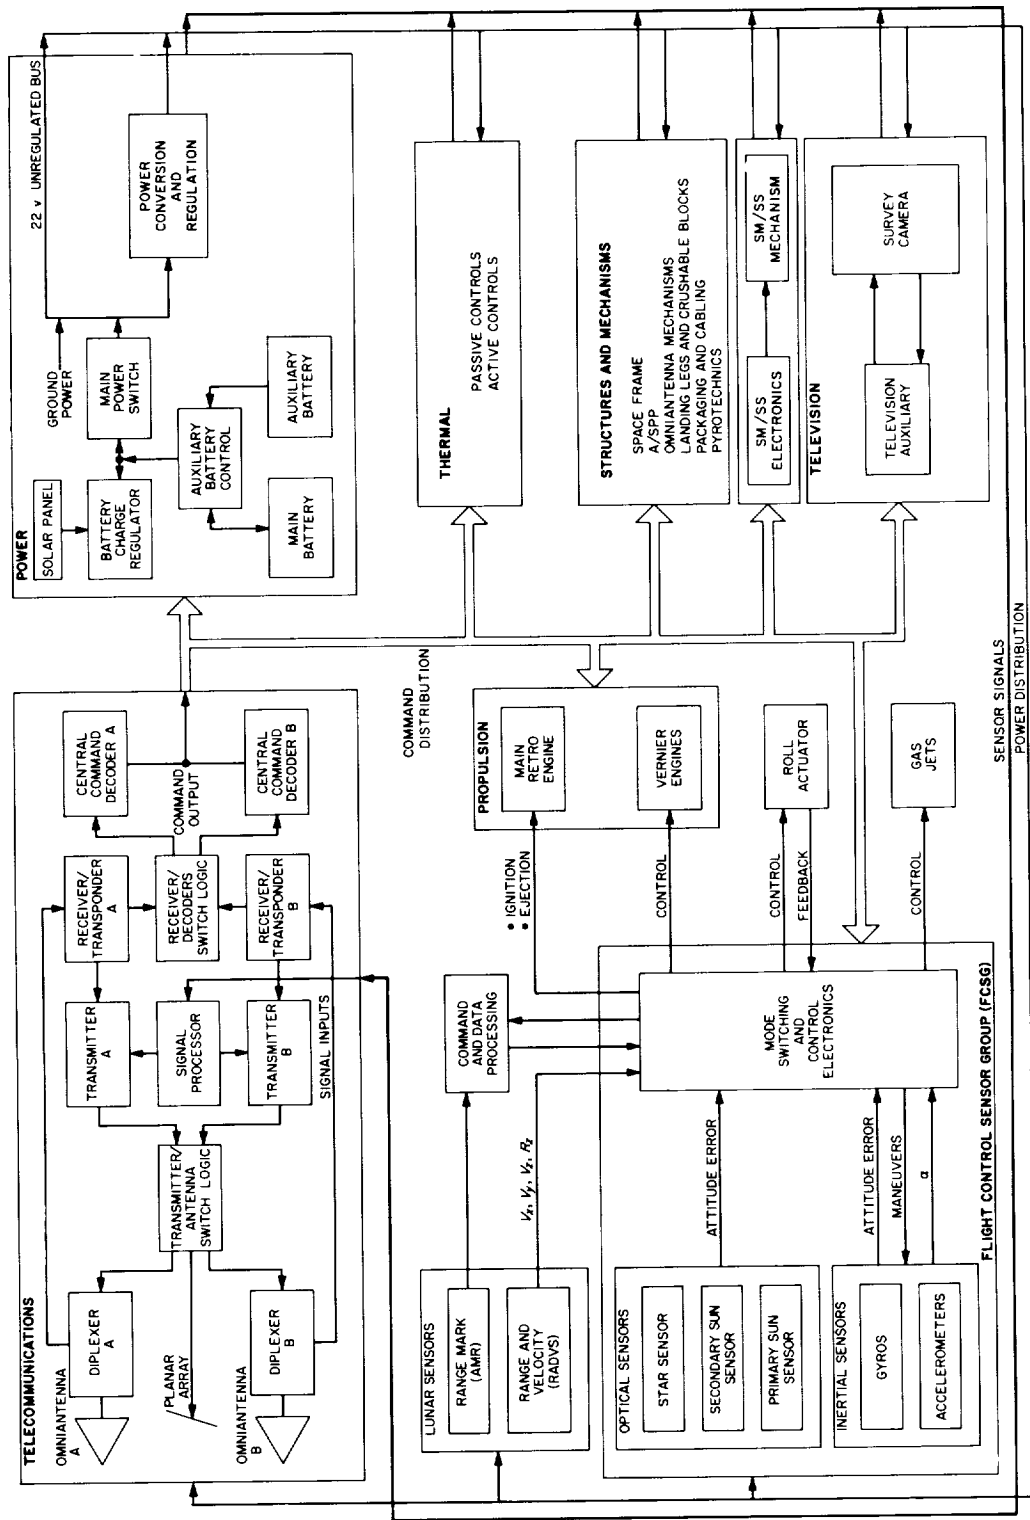 TELECOMMUNICATIONS
OMNIANTENNA
A
DIPLEXER
A
PLANAR
ARRAY
OMNIANTENNA
B
DIPLEXER
B
TRANSMITTER/
ANTENNA
SWITCH LOGIC
TRANSMITTER
A
SIGNAL
PROCESSOR
TRANSMITTER
B
SIGNAL INPUTS
RECEIVER/
TRANSPONDER
A
RECEIVER/
DECODERS
SWITCH LOGIC
RECEIVER/
TRANSPONDER
B
CENTRAL
COMMAND
DECODER A
COMMAND
OUTPUT
CENTRAL
COMMAND
DECODER B
POWER
SOLAR PANEL
BATTERY
CHARGE
REGULATOR
MAIN
BATTERY
AUXILIARY
BATTERY
CONTROL
AUXILIARY
BATTERY
GROUND
POWER
MAIN
POWER
SWITCH
22 v UNREGULATED BUS
POWER
CONVERSION
AND
REGULATION
COMMAND
DISTRIBUTION
LUNAR SENSORS
RANGE MARK
(AMR)
RANGE AND
VELOCITY
(RADVS)
Vx, Vy, Vz, Rz
COMMAND
AND DATA
PROCESSING
• IGNITION
• EJECTION
PROPULSION
MAIN
RETRO
ENGINE
VERNIER
ENGINES
CONTROL
ROLL
ACTUATOR
CONTROL
FEEDBACK
GAS
JETS
CONTROL
OPTICAL SENSORS
STAR SENSOR
SECONDARY SUN
SENSOR
PRIMARY SUN
SENSOR
ATTITUDE ERROR
MODE
SWITCHING
AND
CONTROL
ELECTRONICS
INERTIAL SENSORS
GYROS
ACCELEROMETERS
ATTITUDE ERROR
MANEUVERS
α
FLIGHT CONTROL SENSOR GROUP (FCSG)
THERMAL
PASSIVE CONTROLS
ACTIVE CONTROLS
STRUCTURES AND MECHANISMS
SPACE FRAME
A/SPP
OMNIANTENNA MECHANISMS
LANDING LEGS AND CRUSHABLE BLOCKS
PACKAGING AND CABLING
PYROTECHNICS
SM/SS
ELECTRONICS
SM/SS
MECHANISM
TELEVISION
TELEVISION
AUXILIARY
SURVEY
CAMERA
SENSOR SIGNALS
POWER DISTRIBUTION